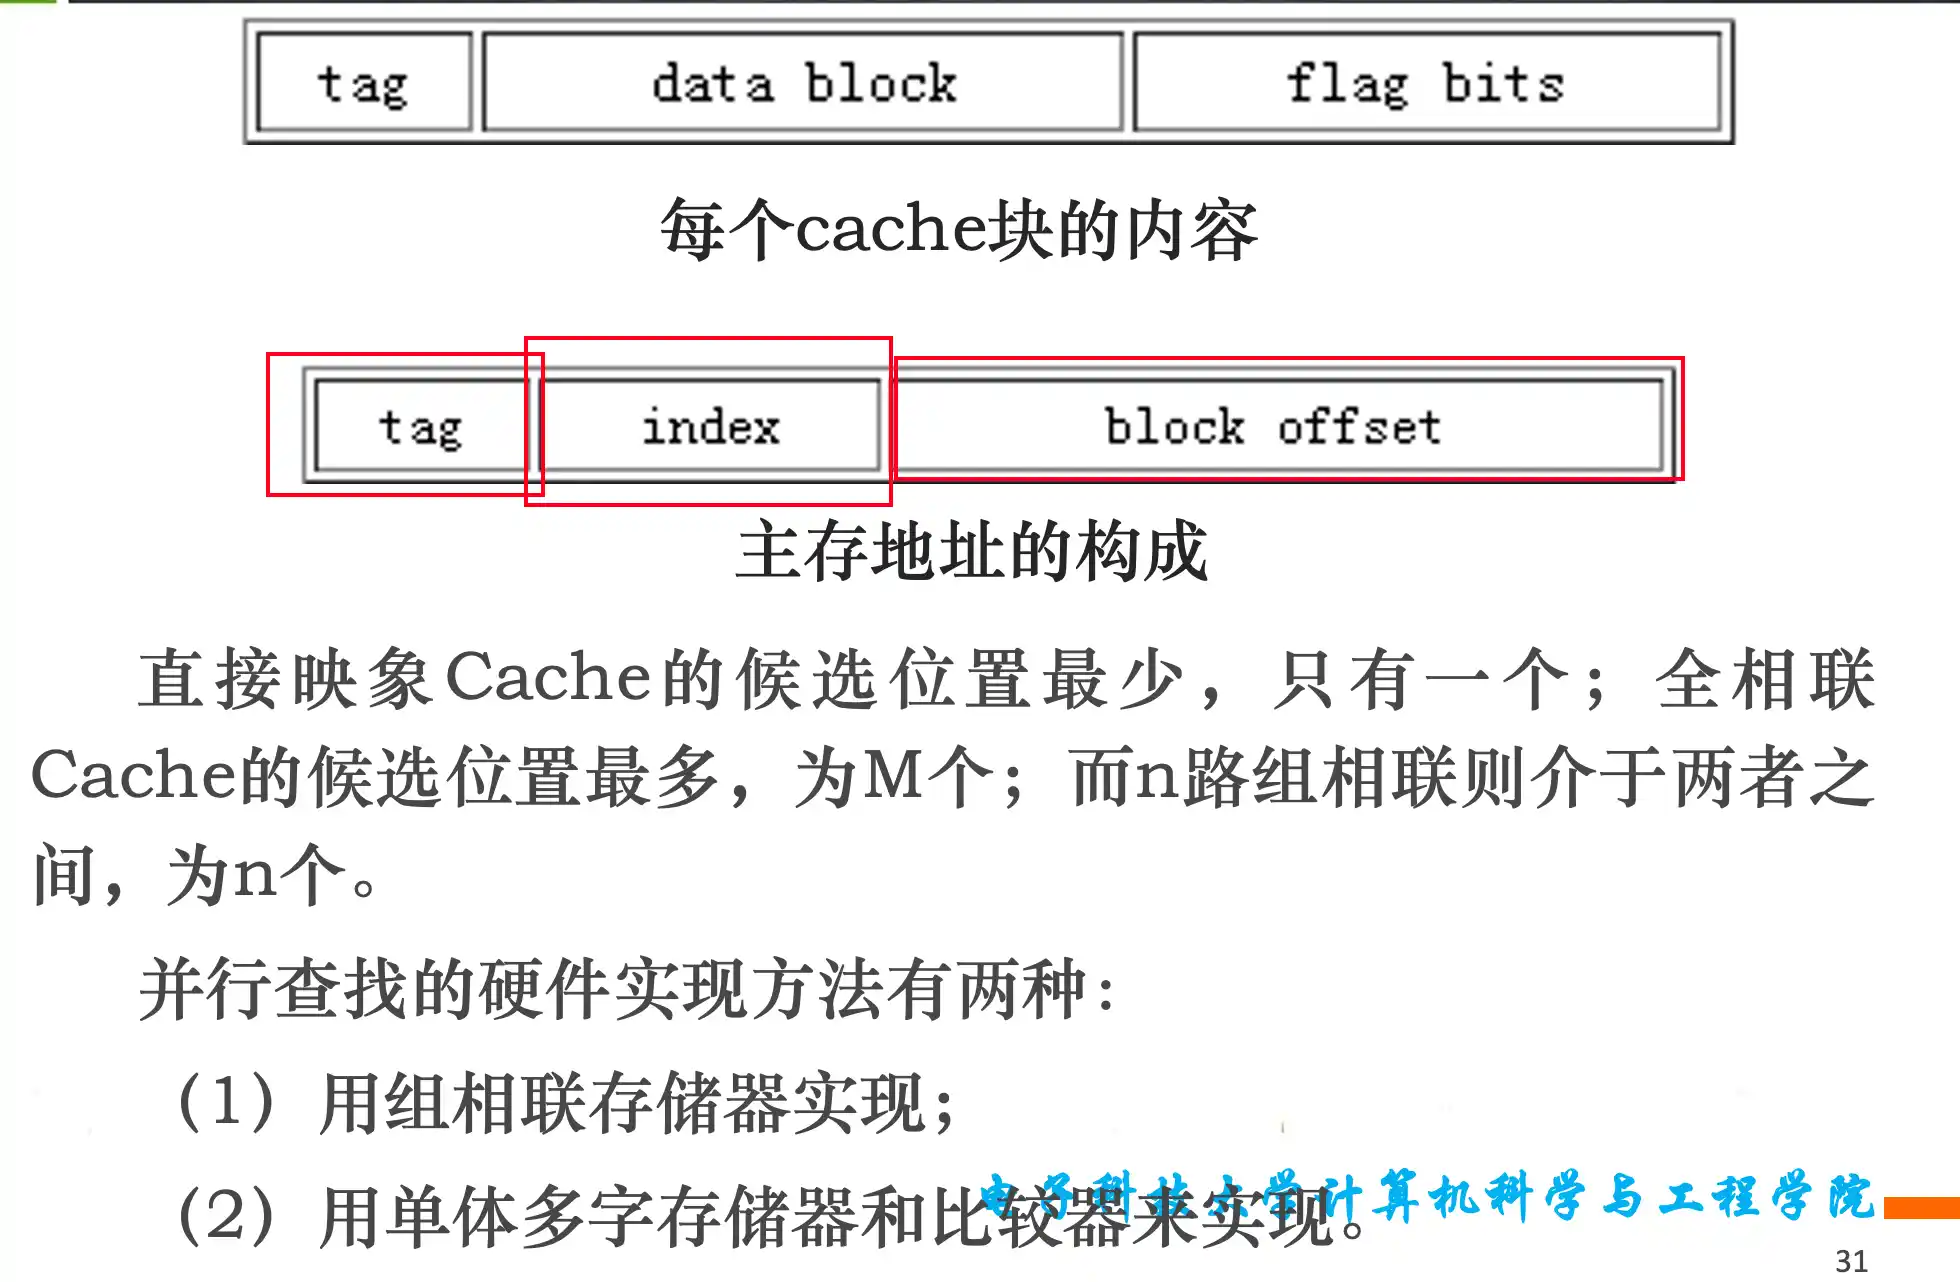 tag data block flag bits
每个cache块的内容
tag index block offset
主存地址的构成
直接映象Cache的候选位置最少，只有一个；全相联
Cache的候选位置最多，为M个；而n路组相联则介于两者之
间，为n个。
并行查找的硬件实现方法有两种：
（1）用组相联存储器实现；
（2）用单体多字存储器和比较器来实现。
电子科技大学计算机科学与工程学院
31